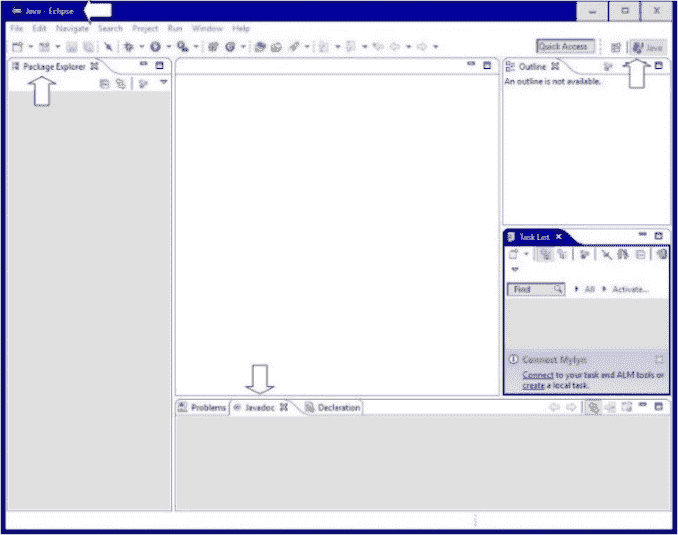 Java - Eclipse
File Edit Navigate Search Project Run Window Help
Quick Access Java
Package Explorer
Outline
An outline is not available.
Task List
Find All Activate...
Connect Mylyn
Connect to your task and ALM tools or
create a local task.
Problems Javadoc Declaration